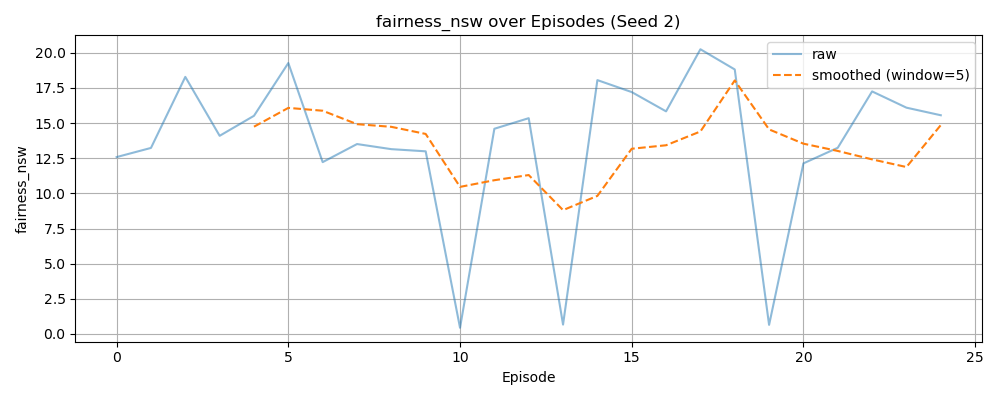 fairness_nsw over Episodes (Seed 2)
raw
smoothed (window=5)
fairness_nsw
20.0
17.5
15.0
12.5
10.0
7.5
5.0
2.5
0.0
0 5 10 15 20 25
Episode